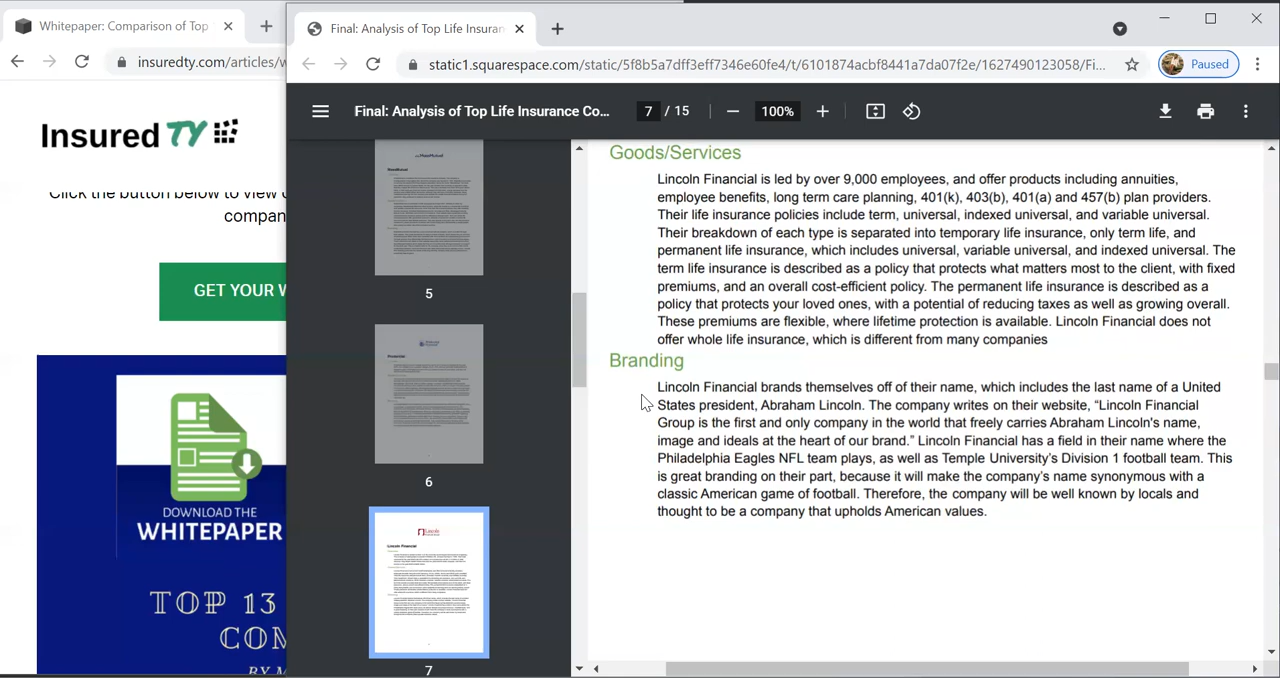 Whitepaper: Comparison of Top
insuredty.com/articles/w
Insured TY
Click the button below to view
compan
GET YOUR W
DOWNLOAD THE
WHITEPAPER
TOP 13
COM
BY M
Final: Analysis of Top Life Insuran
static1.squarespace.com/static/5f8b5a7dff3eff7346e60fe4/t/6101874acbf8441a7da07f2e/1627490123058/Fi...
Paused
Final: Analysis of Top Life Insurance Co...
7 / 15
100%
5
6
7
Goods/Services
Lincoln Financial is led by over 9,000 employees, and offer products including annuities,
employee benefits, long term care planning, 401(k), 403(b), 401(a) and 457(b) plan providers.
Their life insurance policies include term, universal, indexed universal, and variable universal.
Their breakdown of each type is separated into temporary life insurance, only term life, and
permanent life insurance, which includes universal, variable universal, and indexed universal. The
term life insurance is described as a policy that protects what matters most to the client, with fixed
premiums, and an overall cost-efficient policy. The permanent life insurance is described as a
policy that protects your loved ones, with a potential of reducing taxes as well as growing overall.
These premiums are flexible, where lifetime protection is available. Lincoln Financial does not
offer whole life insurance, which is different from many companies
Branding
Lincoln Financial brands themselves off of their name, which includes the last name of a United
States president, Abraham Lincoln. The company writes on their website, “Lincoln Financial
Group is the first and only company in the world that freely carries Abraham Lincoln's name,
image and ideals at the heart of our brand.” Lincoln Financial has a field in their name where the
Philadelphia Eagles NFL team plays, as well as Temple University's Division 1 football team. This
is great branding on their part, because it will make the company's name synonymous with a
classic American game of football. Therefore, the company will be well known by locals and
thought to be a company that upholds American values.